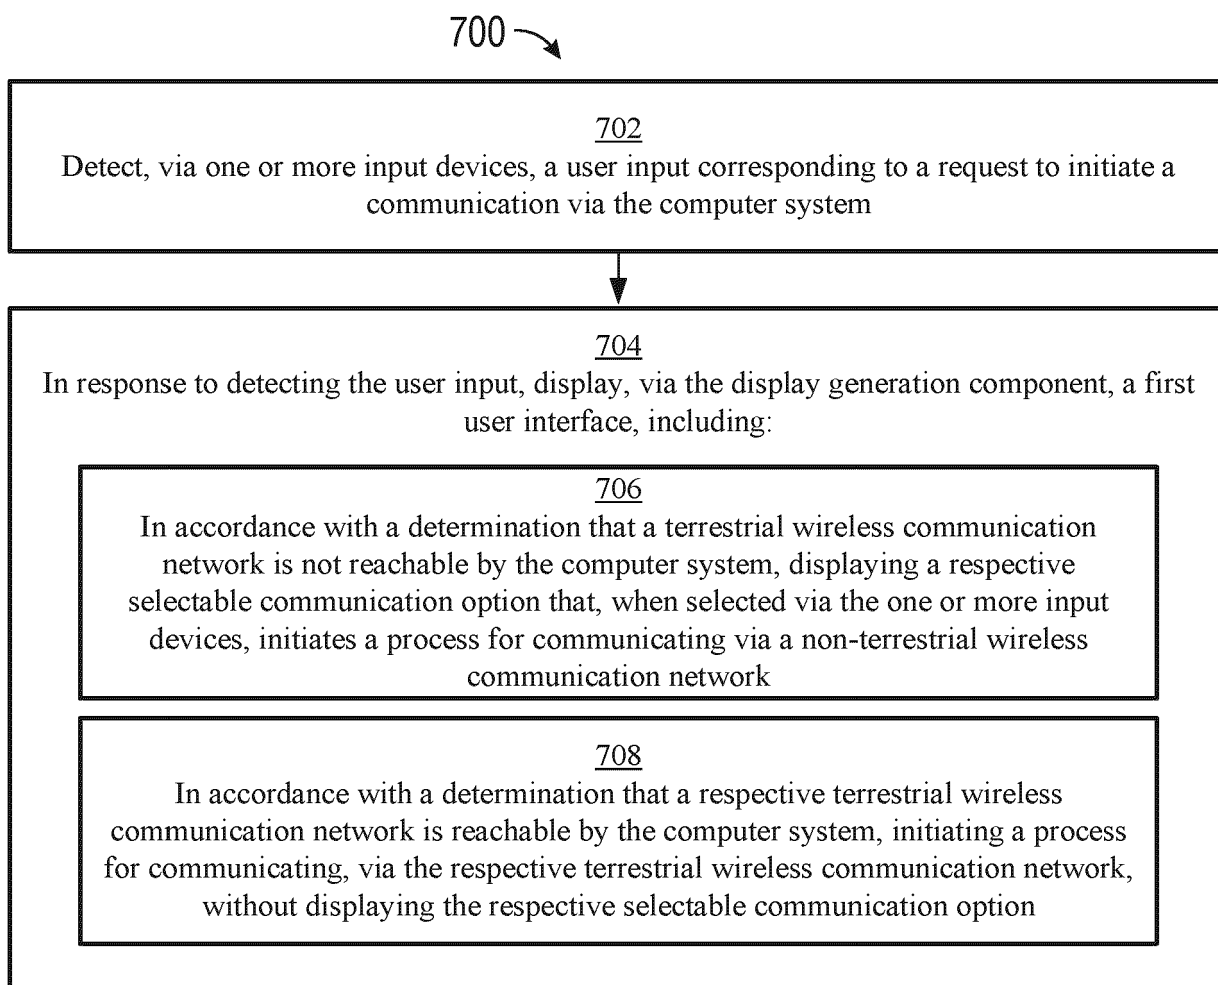 700
702
Detect, via one or more input devices, a user input corresponding to a request to initiate a
communication via the computer system
704
In response to detecting the user input, display, via the display generation component, a first
user interface, including:
706
In accordance with a determination that a terrestrial wireless communication
network is not reachable by the computer system, displaying a respective
selectable communication option that, when selected via the one or more input
devices, initiates a process for communicating via a non-terrestrial wireless
communication network
708
In accordance with a determination that a respective terrestrial wireless
communication network is reachable by the computer system, initiating a process
for communicating, via the respective terrestrial wireless communication network,
without displaying the respective selectable communication option